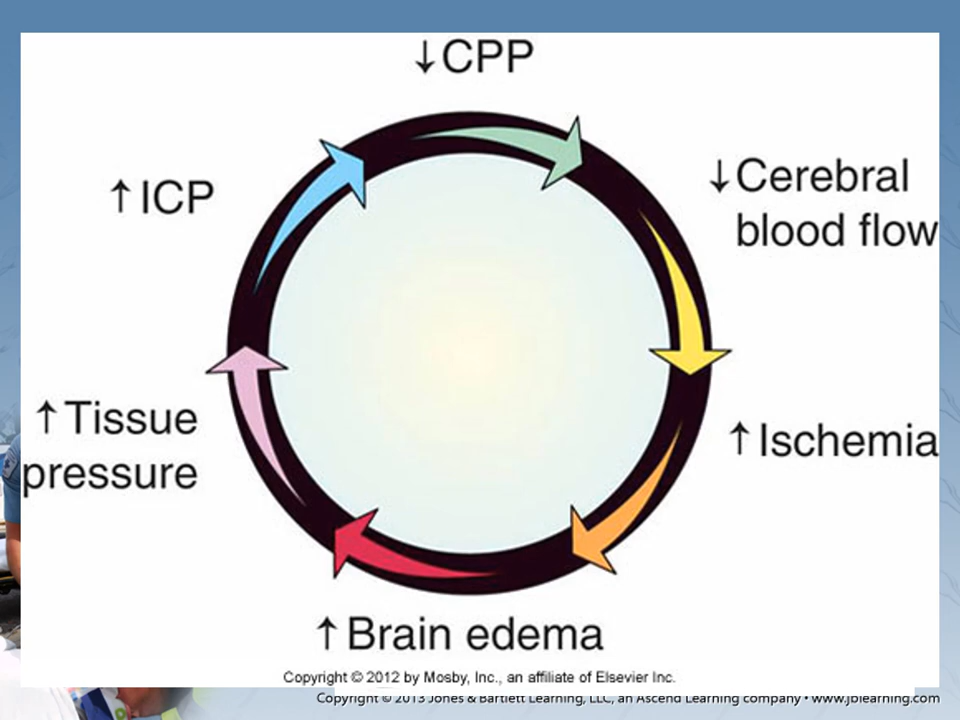 ↓CPP
↓Cerebral
blood flow
↑Ischemia
↑Brain edema
↑Tissue
pressure
↑ICP
Copyright © 2012 by Mosby, Inc., an affiliate of Elsevier Inc.
Copyright © 2013 Jones & Bartlett Learning, LLC, an Ascend Learning company • www.jblearning.com